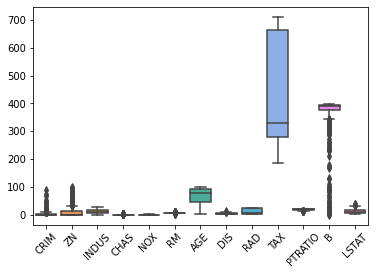 700
600
500
400
300
200
100
0
CRIM
ZN
INDUS
CHAS
NOX
RM
AGE
DIS
RAD
TAX
PTRATIO
B
LSTAT